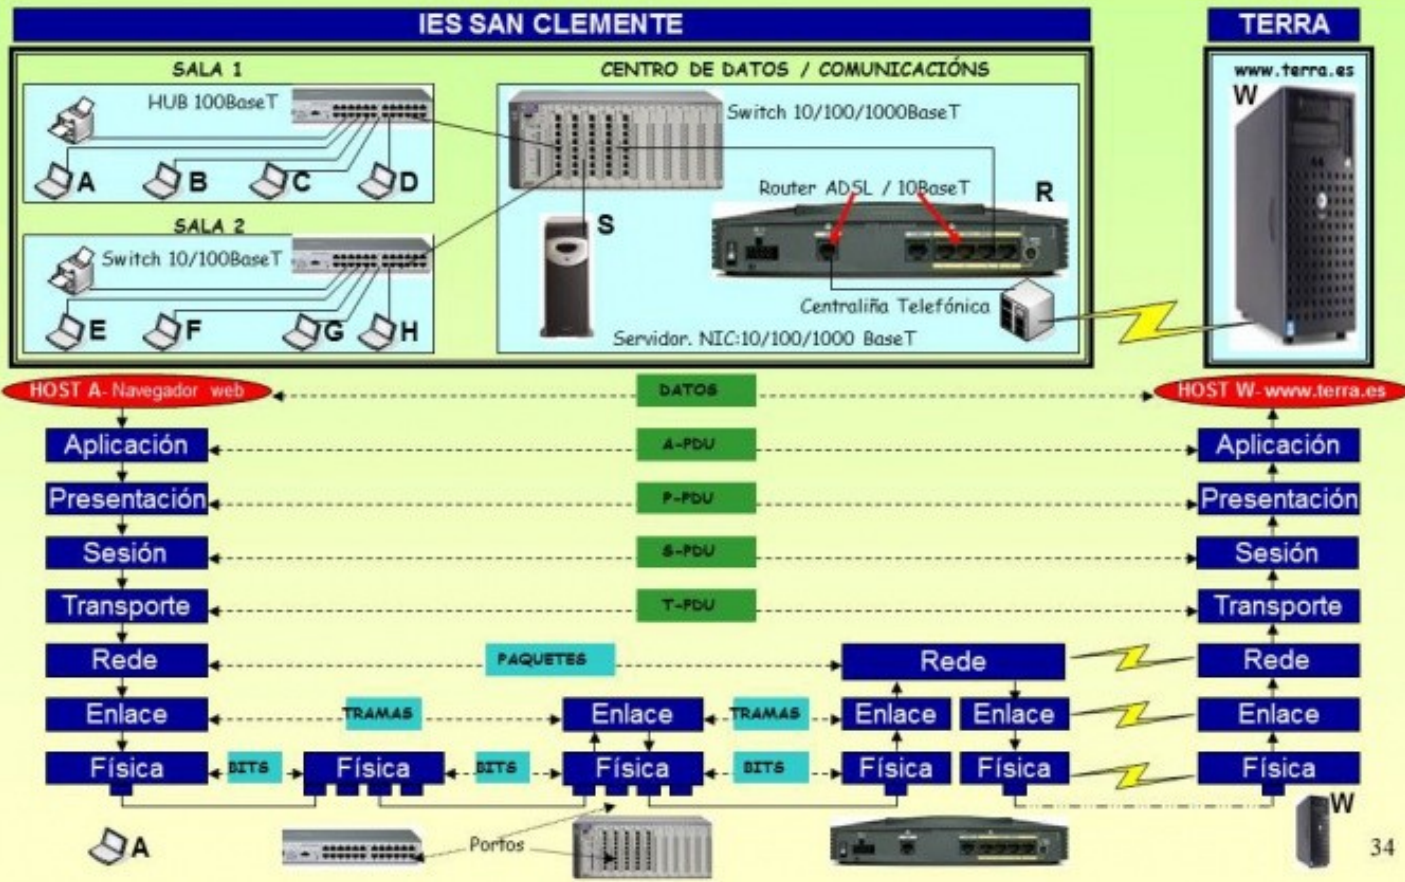 IES SAN CLEMENTE
TERRA
SALA 1
HUB 100BaseT
A
B
C
D
SALA 2
Switch 10/100BaseT
E
F
G
H
CENTRO DE DATOS / COMUNICACIÓNS
Switch 10/100/1000BaseT
Router ADSL / 10BaseT
R
S
Centraliña Telefónica
Servidor. NIC:10/100/1000 BaseT
www.terra.es
W
HOST A- Navegador web
DATOS
HOST W-www.terra.es
Aplicación
A-PDU
Aplicación
Presentación
P-PDU
Presentación
Sesión
S-PDU
Sesión
Transporte
T-PDU
Transporte
Rede
PAQUETES
Rede
Rede
Enlace
TRAMAS
Enlace
TRAMAS
Enlace
Enlace
Enlace
Física
BITS
Física
BITS
Física
BITS
Física
Física
Física
A
Portos
W
34